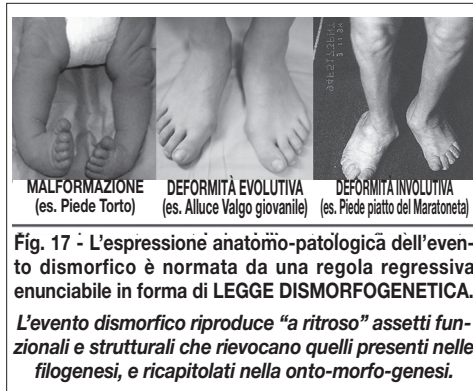 MALFORMAZIONE DEFORMITÀ EVOLUTIVA DEFORMITÀ INVOLUTIVA
(es. Piede Torto) (es. Alluce Valgo giovanile) (es. Piede piatto del Maratoneta)
Fig. 17 - L'espressione anatomo-patologica dell'even-
to dismorfico è normata da una regola regressiva
enunciabile in forma di LEGGE DISMORFOGENETICA.
L'evento dismorfico riproduce "a ritroso" assetti fun-
zionali e strutturali che rievocano quelli presenti nelle
filogenesi, e ricapitolati nella onto-morfo-genesi.